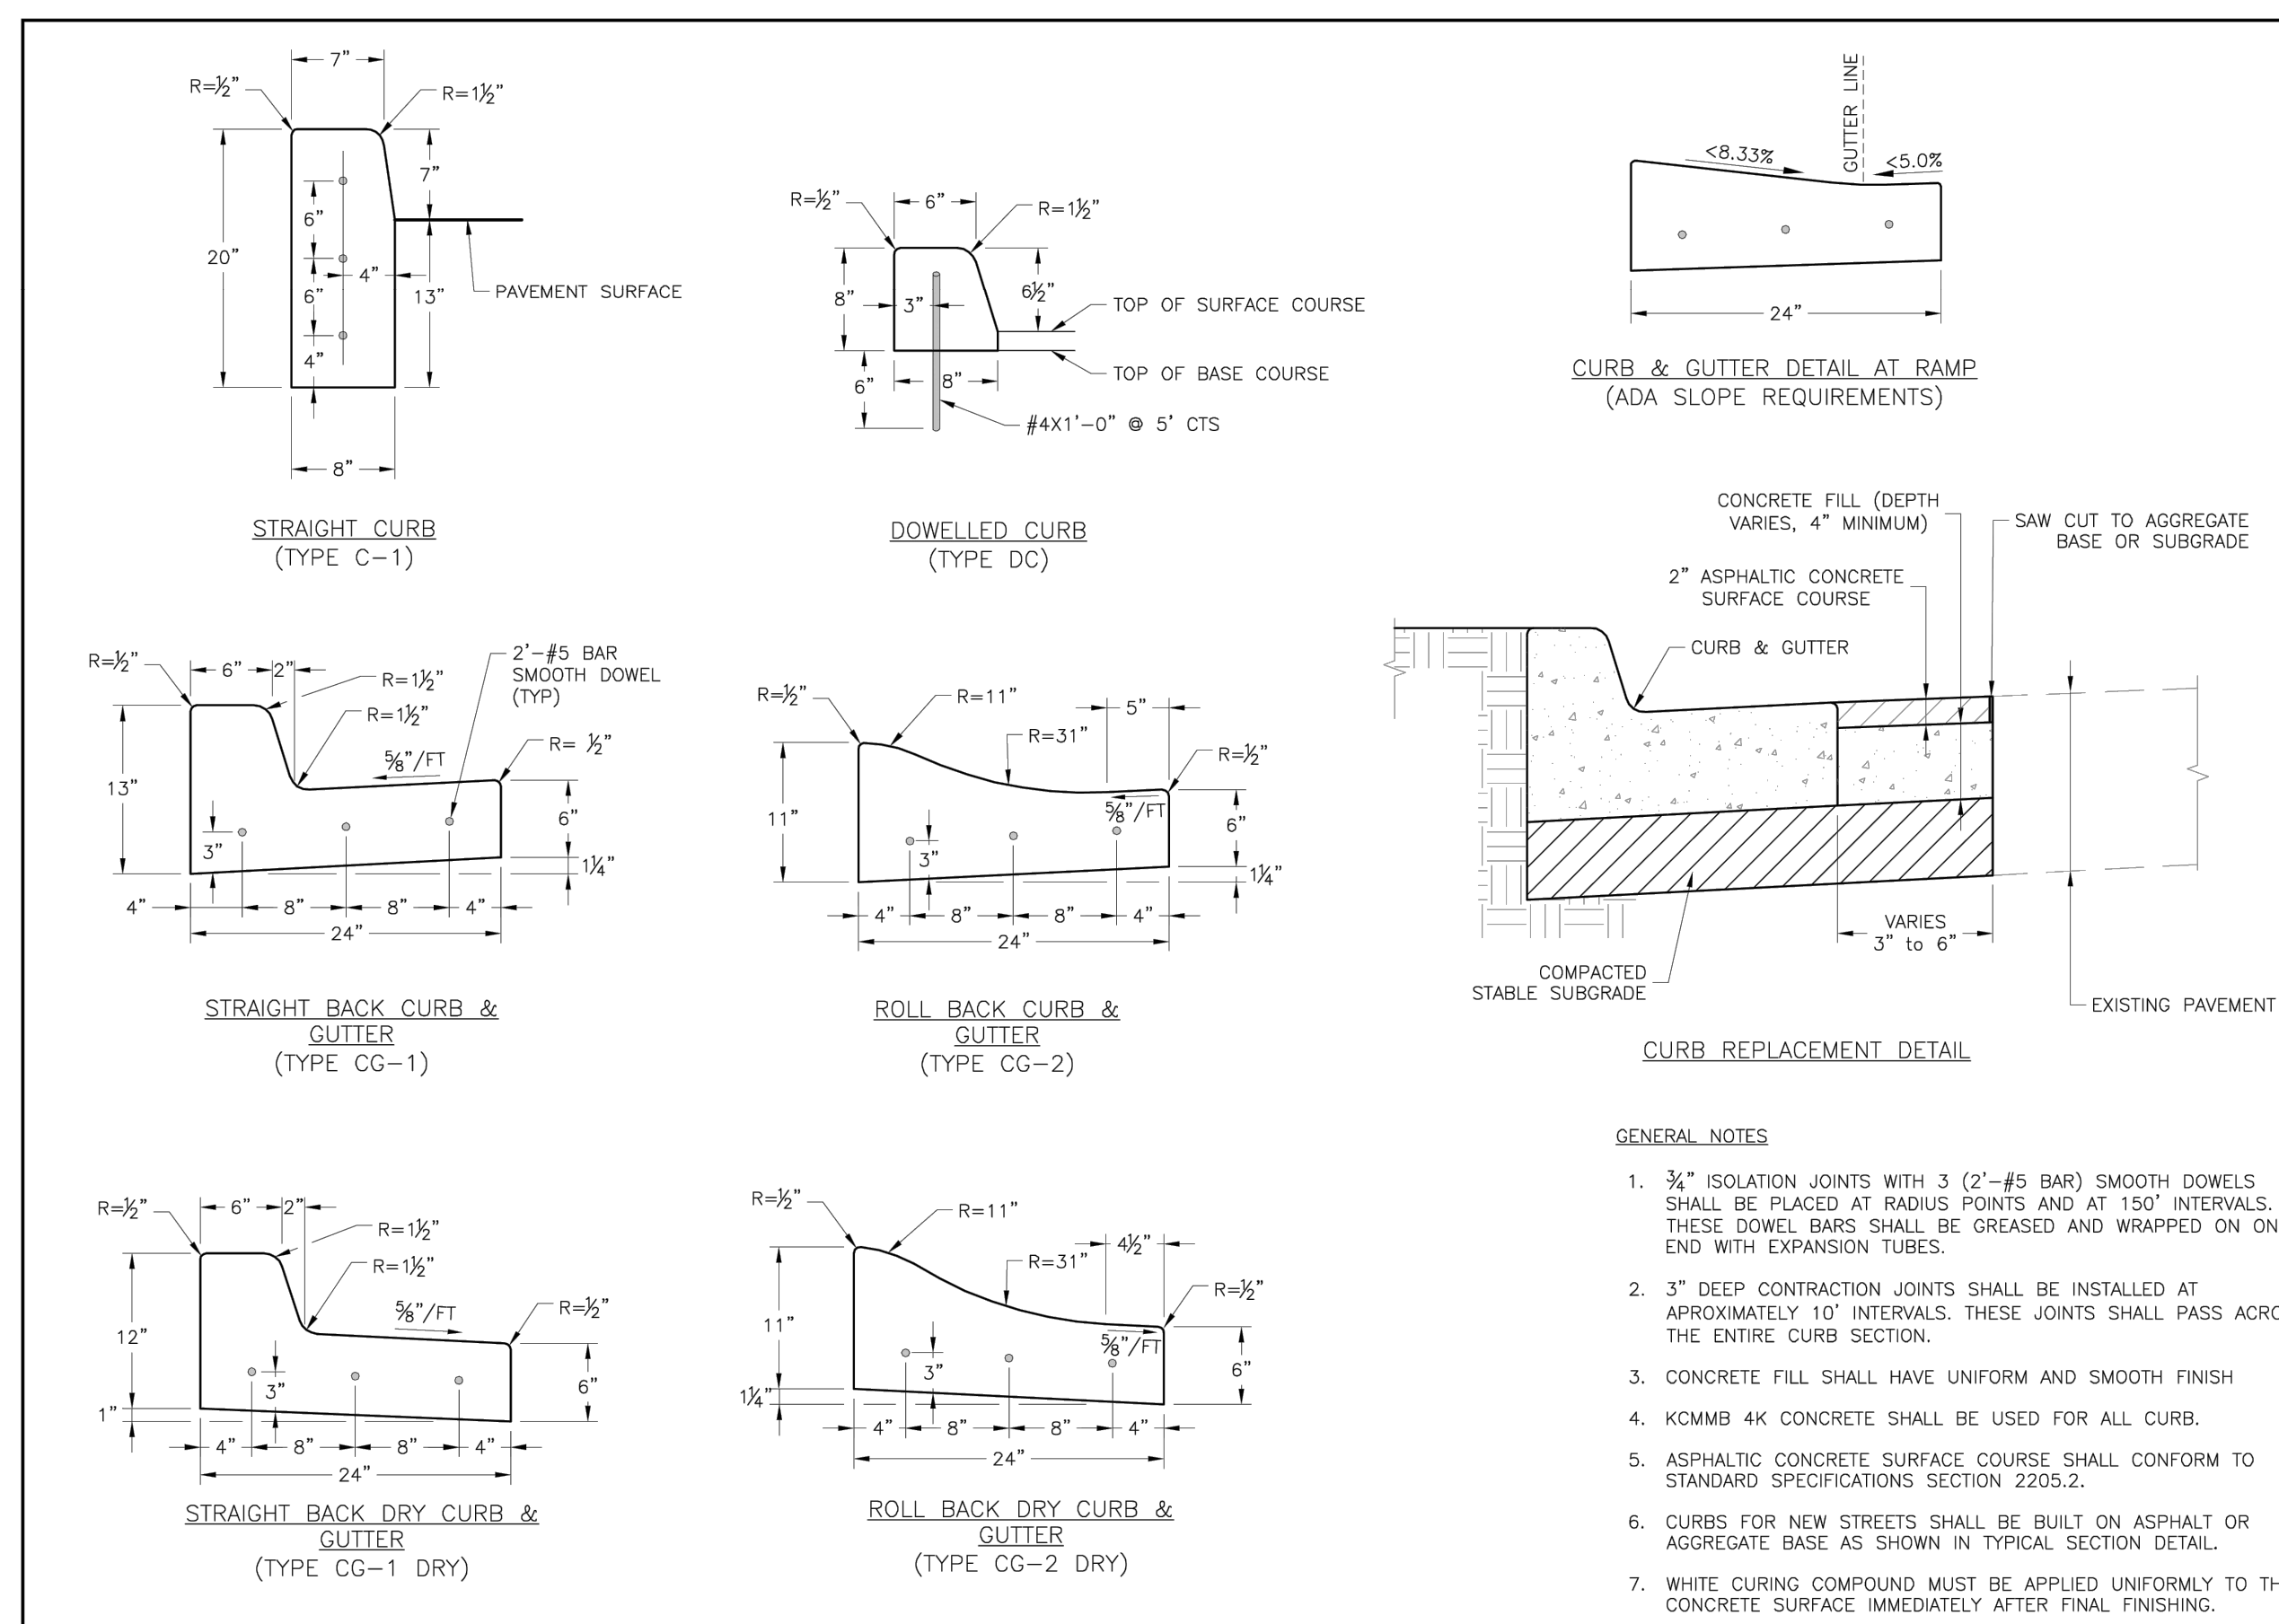 7"
R=½"
R=1½"
7"
6"
20"
4"
6"
13"
PAVEMENT SURFACE
4"
8"
STRAIGHT CURB
(TYPE C-1)
R=½"
6"
R=1½"
8"
3"
6½"
TOP OF SURFACE COURSE
6"
8"
TOP OF BASE COURSE
#4X1'-0" @ 5' CTS
DOWELLED CURB
(TYPE DC)
GUTTER LINE
<8.33%
<5.0%
24"
CURB & GUTTER DETAIL AT RAMP
(ADA SLOPE REQUIREMENTS)
R=½"
6"
2"
R=1½"
R=1½"
2'-#5 BAR
SMOOTH DOWEL
(TYP)
⅝"/FT
R= ½"
13"
6"
3"
1¼"
4"
8"
8"
4"
24"
STRAIGHT BACK CURB &
GUTTER
(TYPE CG-1)
R=½"
R=11"
5"
R=31"
R=½"
⅝"/FT
11"
6"
3"
1¼"
4"
8"
8"
4"
24"
ROLL BACK CURB &
GUTTER
(TYPE CG-2)
CONCRETE FILL (DEPTH
VARIES, 4" MINIMUM)
SAW CUT TO AGGREGATE
BASE OR SUBGRADE
2" ASPHALTIC CONCRETE
SURFACE COURSE
CURB & GUTTER
VARIES
3" to 6"
COMPACTED
STABLE SUBGRADE
EXISTING PAVEMENT
CURB REPLACEMENT DETAIL
R=½"
6"
2"
R=1½"
R=1½"
⅝"/FT
R=½"
12"
3"
6"
1"
4"
8"
8"
4"
24"
STRAIGHT BACK DRY CURB &
GUTTER
(TYPE CG-1 DRY)
R=½"
R=11"
4½"
R=31"
R=½"
11"
⅝"/FT
3"
6"
1¼"
4"
8"
8"
4"
24"
ROLL BACK DRY CURB &
GUTTER
(TYPE CG-2 DRY)
GENERAL NOTES
1. ¾" ISOLATION JOINTS WITH 3 (2'-#5 BAR) SMOOTH DOWELS
SHALL BE PLACED AT RADIUS POINTS AND AT 150' INTERVALS.
THESE DOWEL BARS SHALL BE GREASED AND WRAPPED ON ON
END WITH EXPANSION TUBES.
2. 3" DEEP CONTRACTION JOINTS SHALL BE INSTALLED AT
APROXIMATELY 10' INTERVALS. THESE JOINTS SHALL PASS ACRO
THE ENTIRE CURB SECTION.
3. CONCRETE FILL SHALL HAVE UNIFORM AND SMOOTH FINISH
4. KCMMB 4K CONCRETE SHALL BE USED FOR ALL CURB.
5. ASPHALTIC CONCRETE SURFACE COURSE SHALL CONFORM TO
STANDARD SPECIFICATIONS SECTION 2205.2.
6. CURBS FOR NEW STREETS SHALL BE BUILT ON ASPHALT OR
AGGREGATE BASE AS SHOWN IN TYPICAL SECTION DETAIL.
7. WHITE CURING COMPOUND MUST BE APPLIED UNIFORMLY TO TH
CONCRETE SURFACE IMMEDIATELY AFTER FINAL FINISHING.